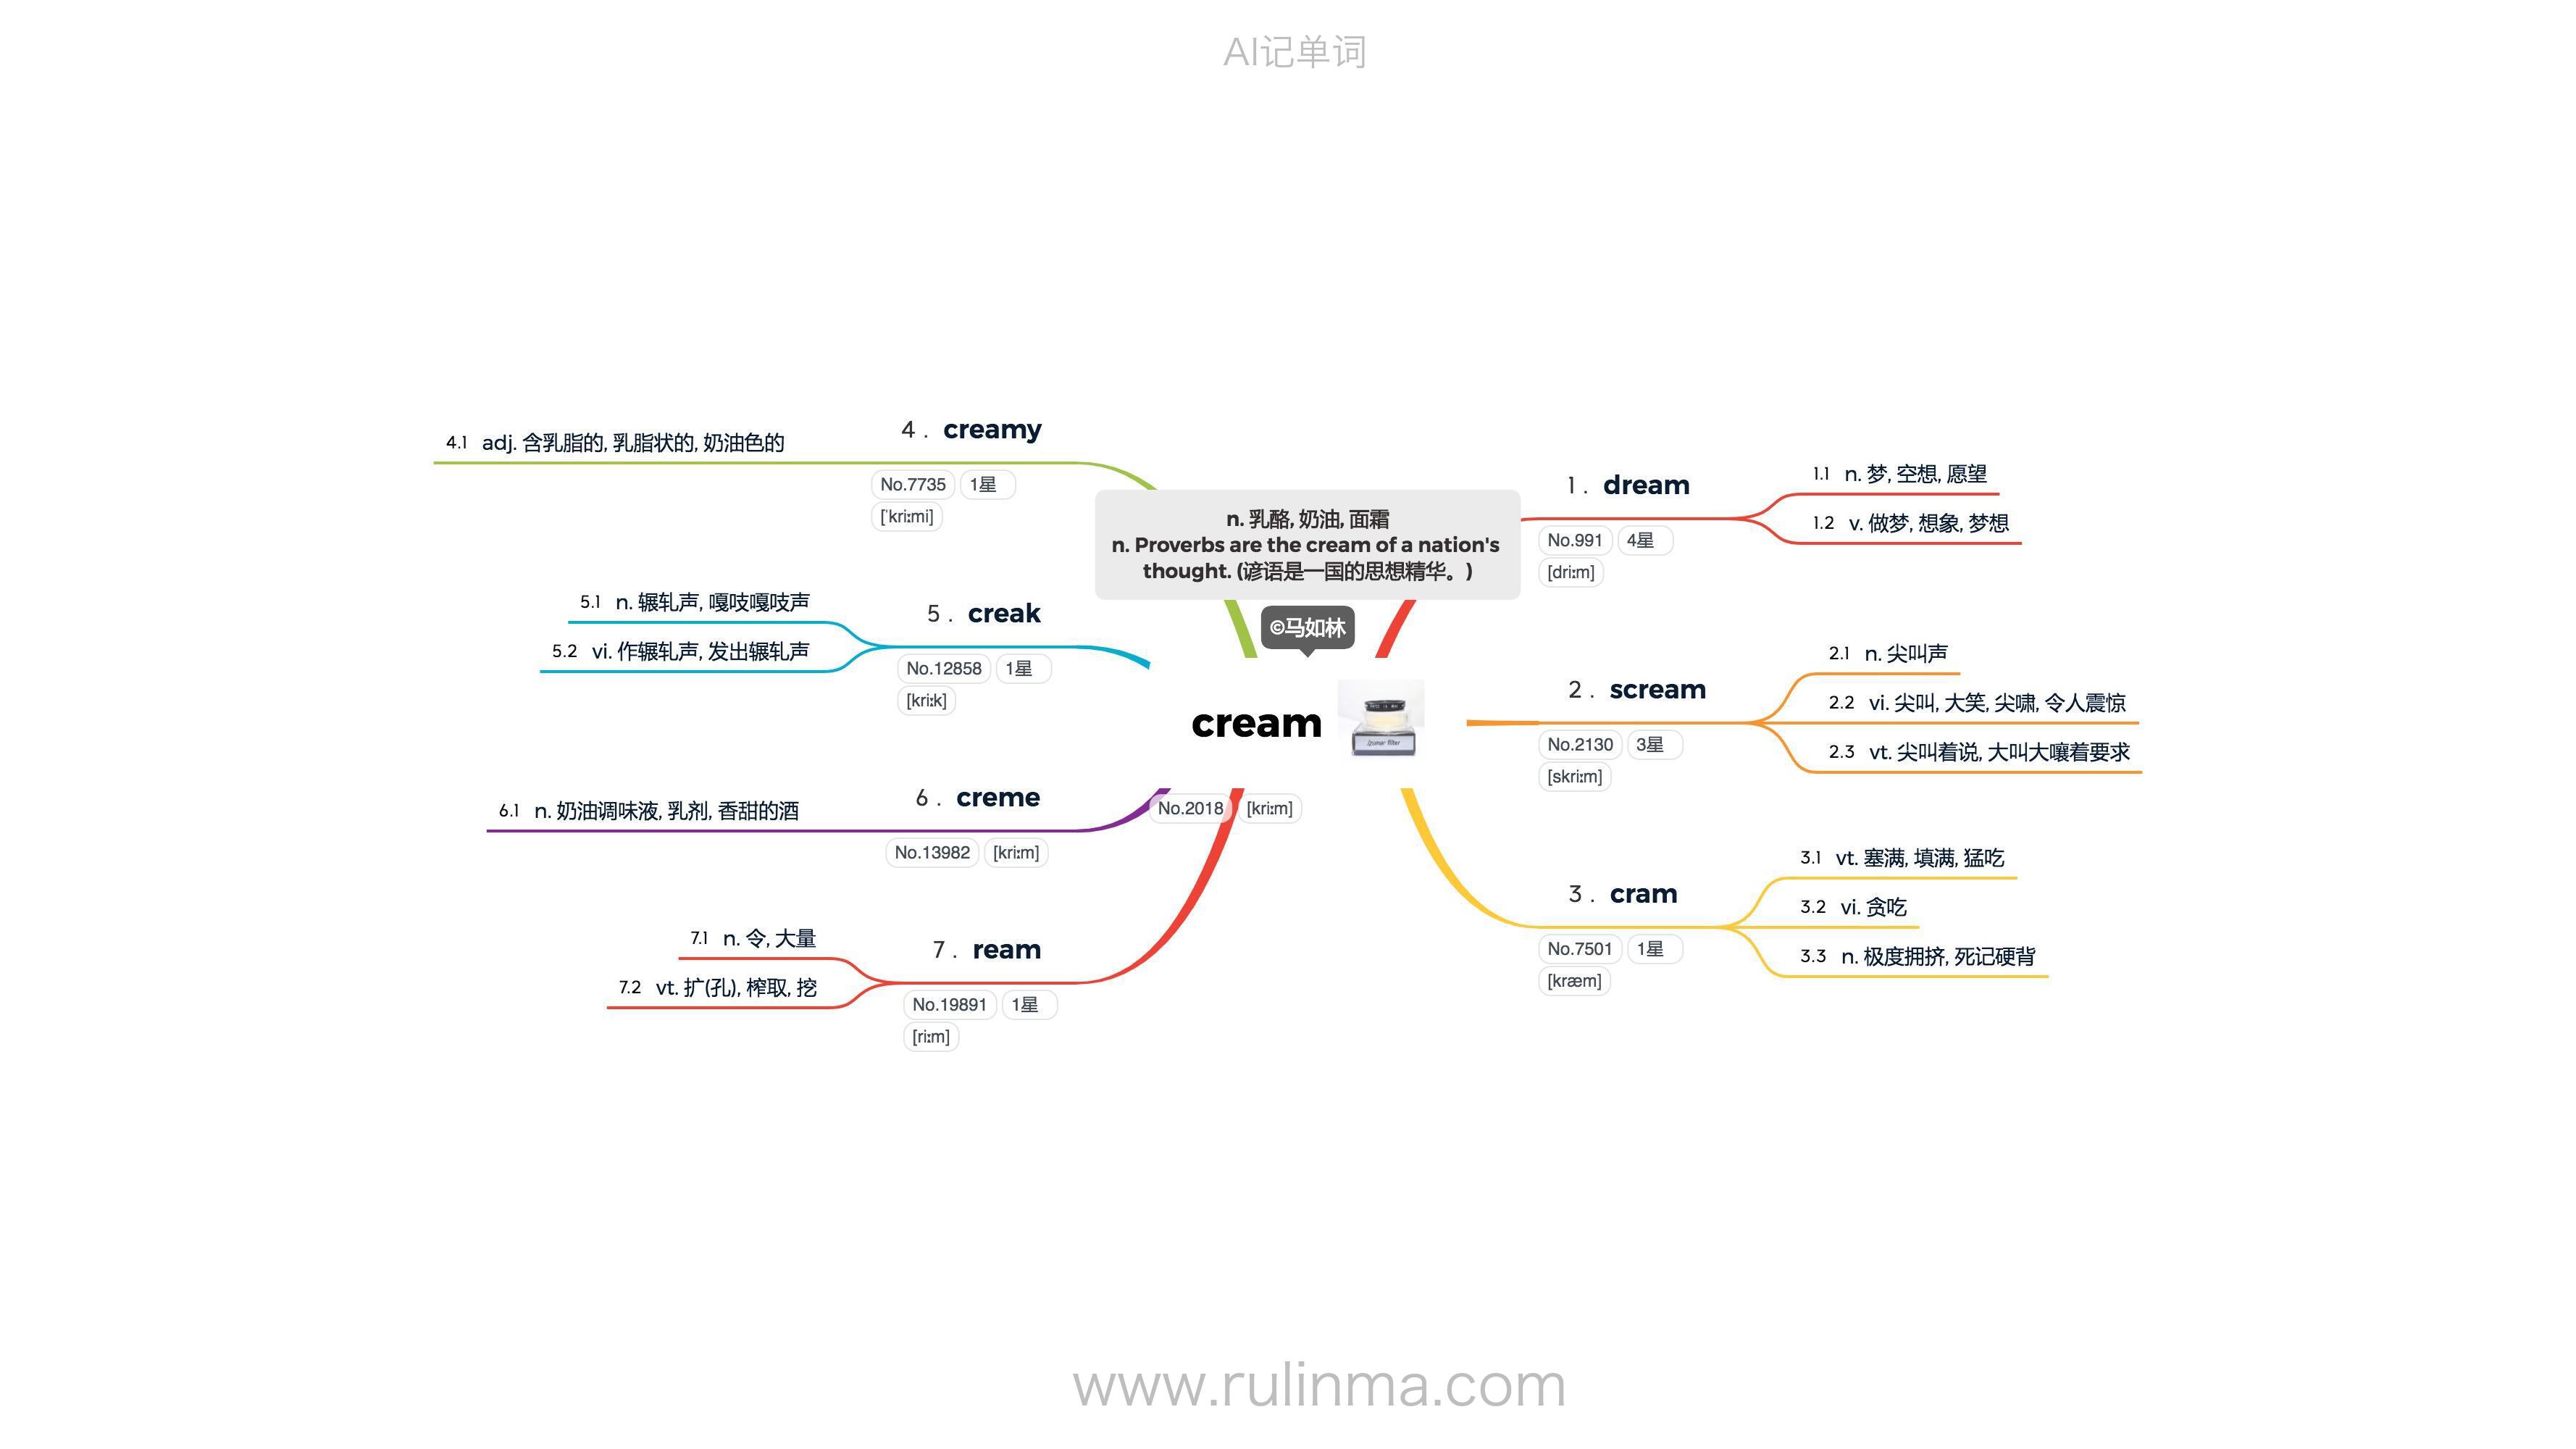 AI记单词
n. 乳酪, 奶油, 面霜
n. Proverbs are the cream of a nation's
thought. (谚语是一国的思想精华。)
©马如林
cream
No.2018 [kri:m]
1 . dream
No.991 4星
[dri:m]
1.1 n. 梦, 空想, 愿望
1.2 v. 做梦, 想象, 梦想
2 . scream
No.2130 3星
[skri:m]
2.1 n. 尖叫声
2.2 vi. 尖叫, 大笑, 尖啸, 令人震惊
2.3 vt. 尖叫着说, 大叫大嚷着要求
3 . cram
No.7501 1星
[kræm]
3.1 vt. 塞满, 填满, 猛吃
3.2 vi. 贪吃
3.3 n. 极度拥挤, 死记硬背
4 . creamy
No.7735 1星
['kri:mi]
4.1 adj. 含乳脂的, 乳脂状的, 奶油色的
5 . creak
No.12858 1星
[kri:k]
5.1 n. 辗轧声, 嘎吱嘎吱声
5.2 vi. 作辗轧声, 发出辗轧声
6 . creme
No.13982 [kri:m]
6.1 n. 奶油调味液, 乳剂, 香甜的酒
7 . ream
No.19891 1星
[ri:m]
7.1 n. 令, 大量
7.2 vt. 扩(孔), 榨取, 挖
www.rulinma.com